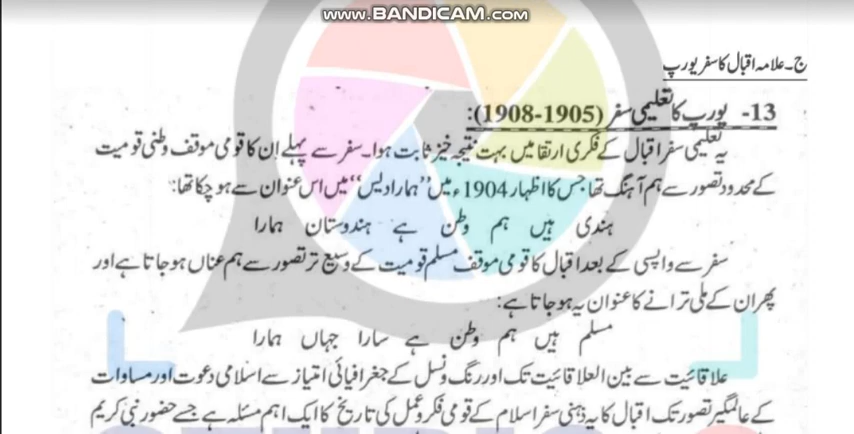 www.BANDICAM.com
ج۔علامہ اقبال کا سفر یورپ
13- یورپ کا تعلیمی سفر (1905-1908):
یہ تعلیمی سفر اقبال کے فکری ارتقا میں بہت نتیجہ خیز ثابت ہوا۔ سفر سے پہلے ان کا قومی موقف وطنی قومیت
کے محدود تصور سے ہم آہنگ تھا جس کا اظہار 1904ء میں ”ہمارا دیس“ میں اس عنوان سے ہو چکا تھا:
ہندی ہیں ہم وطن ہے ہندوستان ہمارا
سفر سے واپسی کے بعد اقبال کا قومی موقف مسلم قومیت کے وسیع تر تصور سے ہم عناں ہو جاتا ہے اور
پھر ان کے ملی ترانے کا عنوان یہ ہو جاتا ہے:
مسلم ہیں ہم وطن ہے سارا جہاں ہمارا
علاقائیت سے بین العلاقائیت تک اور رنگ و نسل کے جغرافیائی امتیاز سے اسلامی دعوت اور مساوات
کے عالمگیر تصور تک اقبال کا یہ ذہنی سفر اسلام کے قومی فکر و عمل کی تاریخ کا ایک اہم مسئلہ ہے جسے حضور نبی کریم